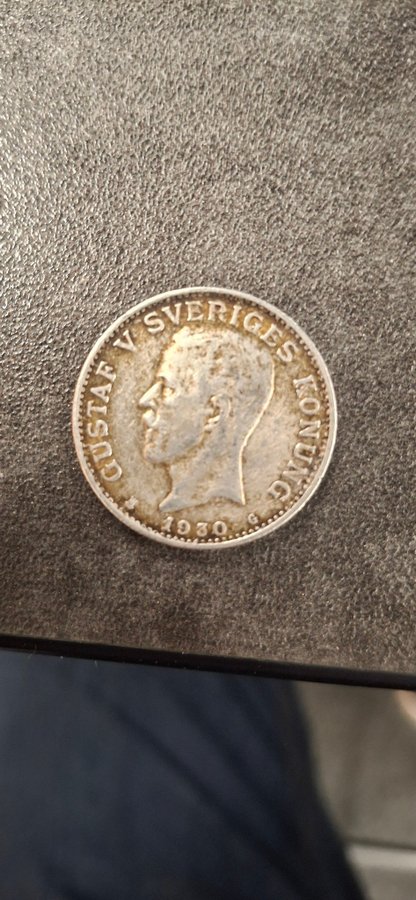 GUSTAF V SVERIGES KONUNG
1930 G